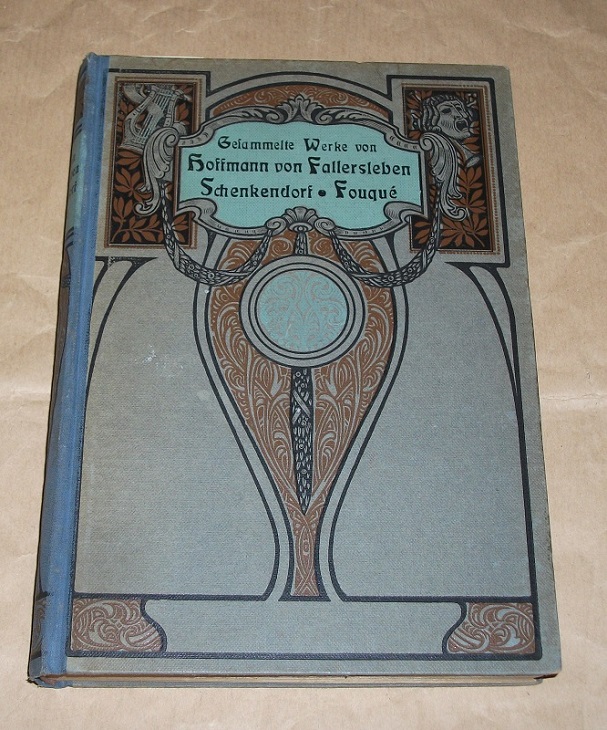 Gesammelte Werke von
Hoffmann von Fallersleben
Schenkendorf • Fouqué